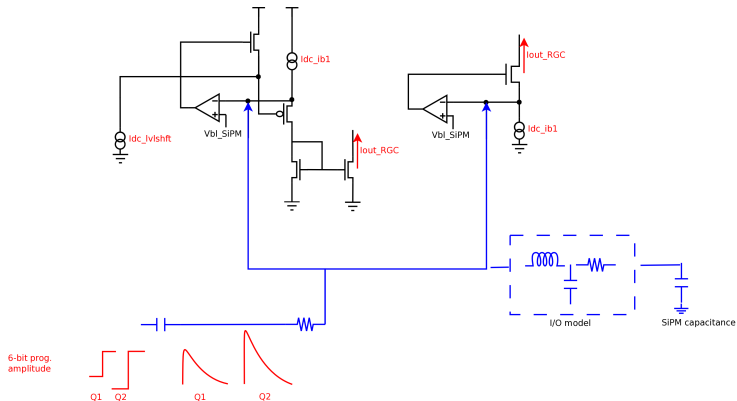 Idc_ib1
Iout_RGC
Idc_lvlshft
Vbl_SiPM
Vbl_SiPM
Idc_ib1
Iout_RGC
I/O model
SiPM capacitance
6-bit prog.
amplitude
Q1
Q2
Q1
Q2